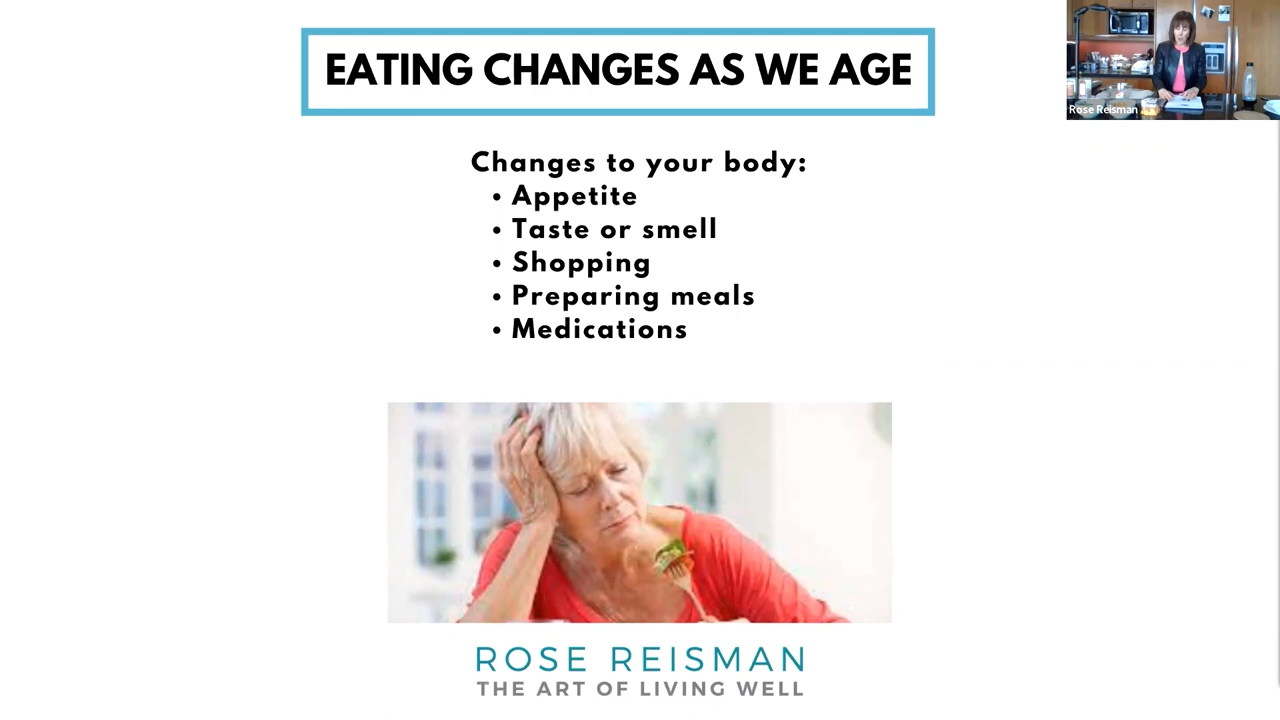 EATING CHANGES AS WE AGE
Rose Reisman
Changes to your body:
• Appetite
• Taste or smell
• Shopping
• Preparing meals
• Medications
ROSE REISMAN
THE ART OF LIVING WELL